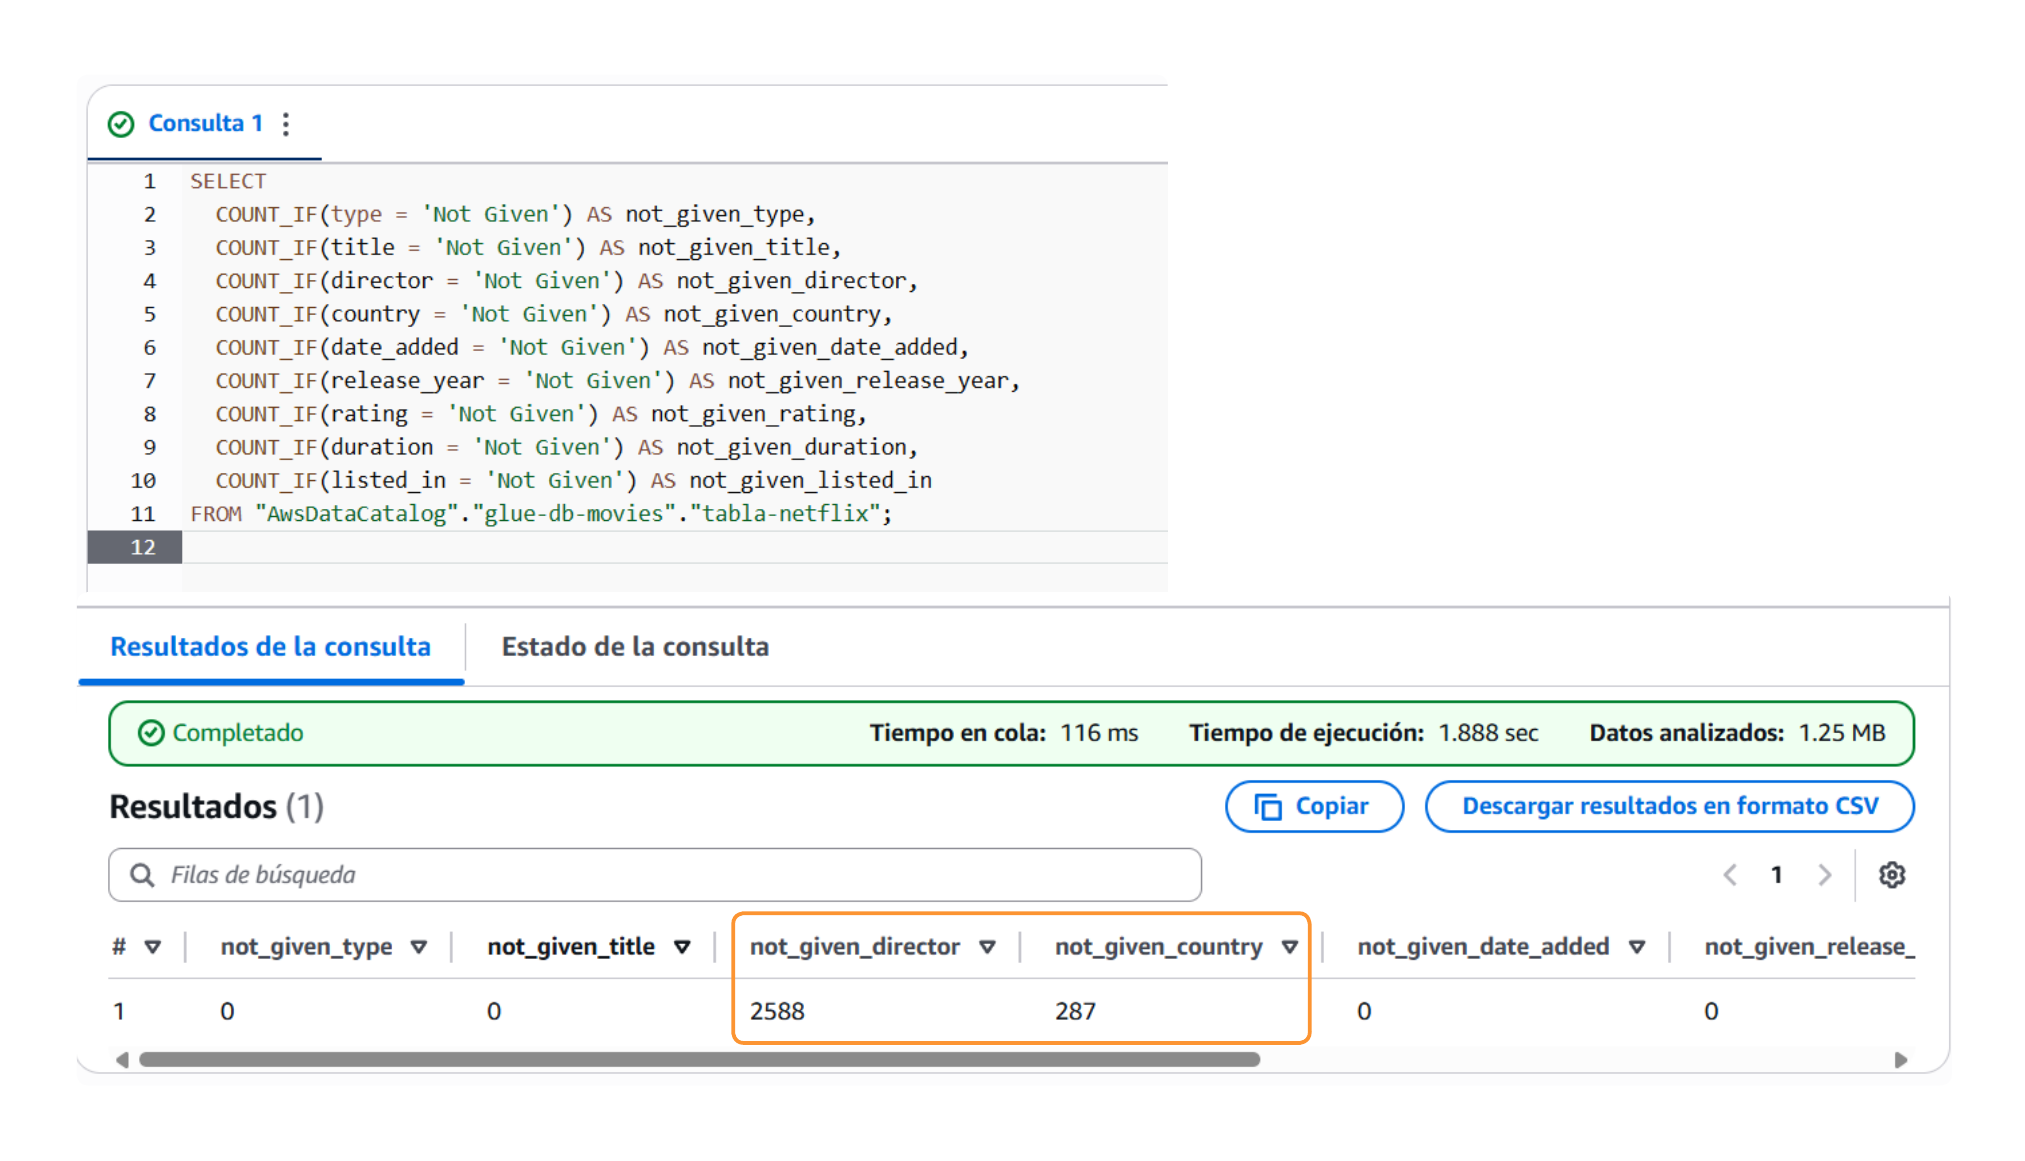 Consulta 1
1 SELECT
2 COUNT_IF(type = 'Not Given') AS not_given_type,
3 COUNT_IF(title = 'Not Given') AS not_given_title,
4 COUNT_IF(director = 'Not Given') AS not_given_director,
5 COUNT_IF(country = 'Not Given') AS not_given_country,
6 COUNT_IF(date_added = 'Not Given') AS not_given_date_added,
7 COUNT_IF(release_year = 'Not Given') AS not_given_release_year,
8 COUNT_IF(rating = 'Not Given') AS not_given_rating,
9 COUNT_IF(duration = 'Not Given') AS not_given_duration,
10 COUNT_IF(listed_in = 'Not Given') AS not_given_listed_in
11 FROM "AwsDataCatalog"."glue-db-movies"."tabla-netflix";
12
Resultados de la consulta Estado de la consulta
Completado Tiempo en cola: 116 ms Tiempo de ejecución: 1.888 sec Datos analizados: 1.25 MB
Resultados (1) Copiar Descargar resultados en formato CSV
Filas de búsqueda 1
# not_given_type not_given_title not_given_director not_given_country not_given_date_added not_given_release_
1 0 0 2588 287 0 0